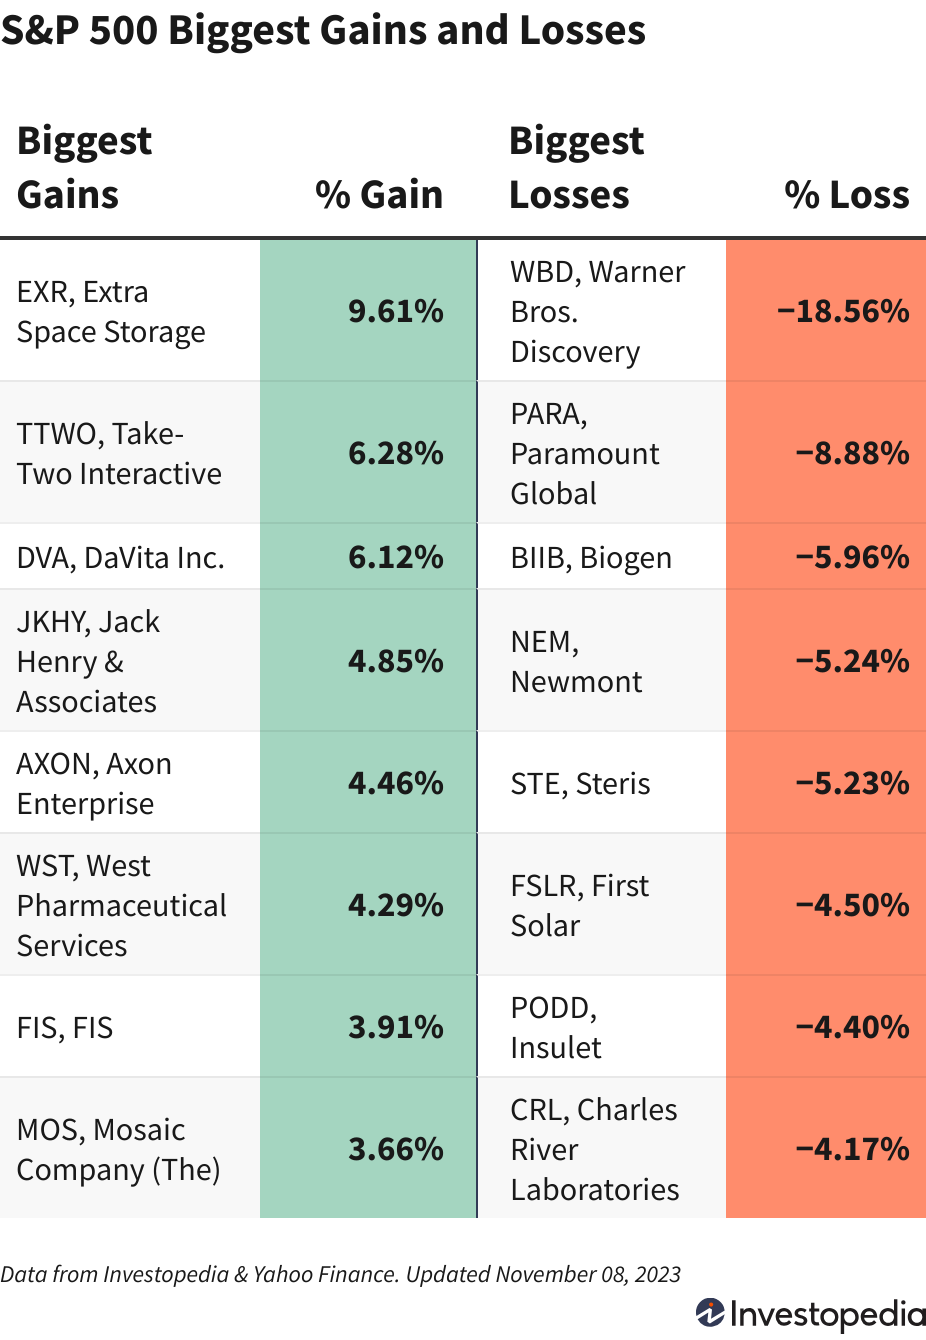 S&P 500 Biggest Gains and Losses
Biggest
Gains
% Gain
Biggest
Losses
% Loss
EXR, Extra
Space Storage
9.61%
WBD, Warner
Bros.
Discovery
−18.56%
TTWO, Take-
Two Interactive
6.28%
PARA,
Paramount
Global
−8.88%
DVA, DaVita Inc.
6.12%
BIIB, Biogen
−5.96%
JKHY, Jack
Henry &
Associates
4.85%
NEM,
Newmont
−5.24%
AXON, Axon
Enterprise
4.46%
STE, Steris
−5.23%
WST, West
Pharmaceutical
Services
4.29%
FSLR, First
Solar
−4.50%
FIS, FIS
3.91%
PODD,
Insulet
−4.40%
MOS, Mosaic
Company (The)
3.66%
CRL, Charles
River
Laboratories
−4.17%
Data from Investopedia & Yahoo Finance. Updated November 08, 2023
Investopedia